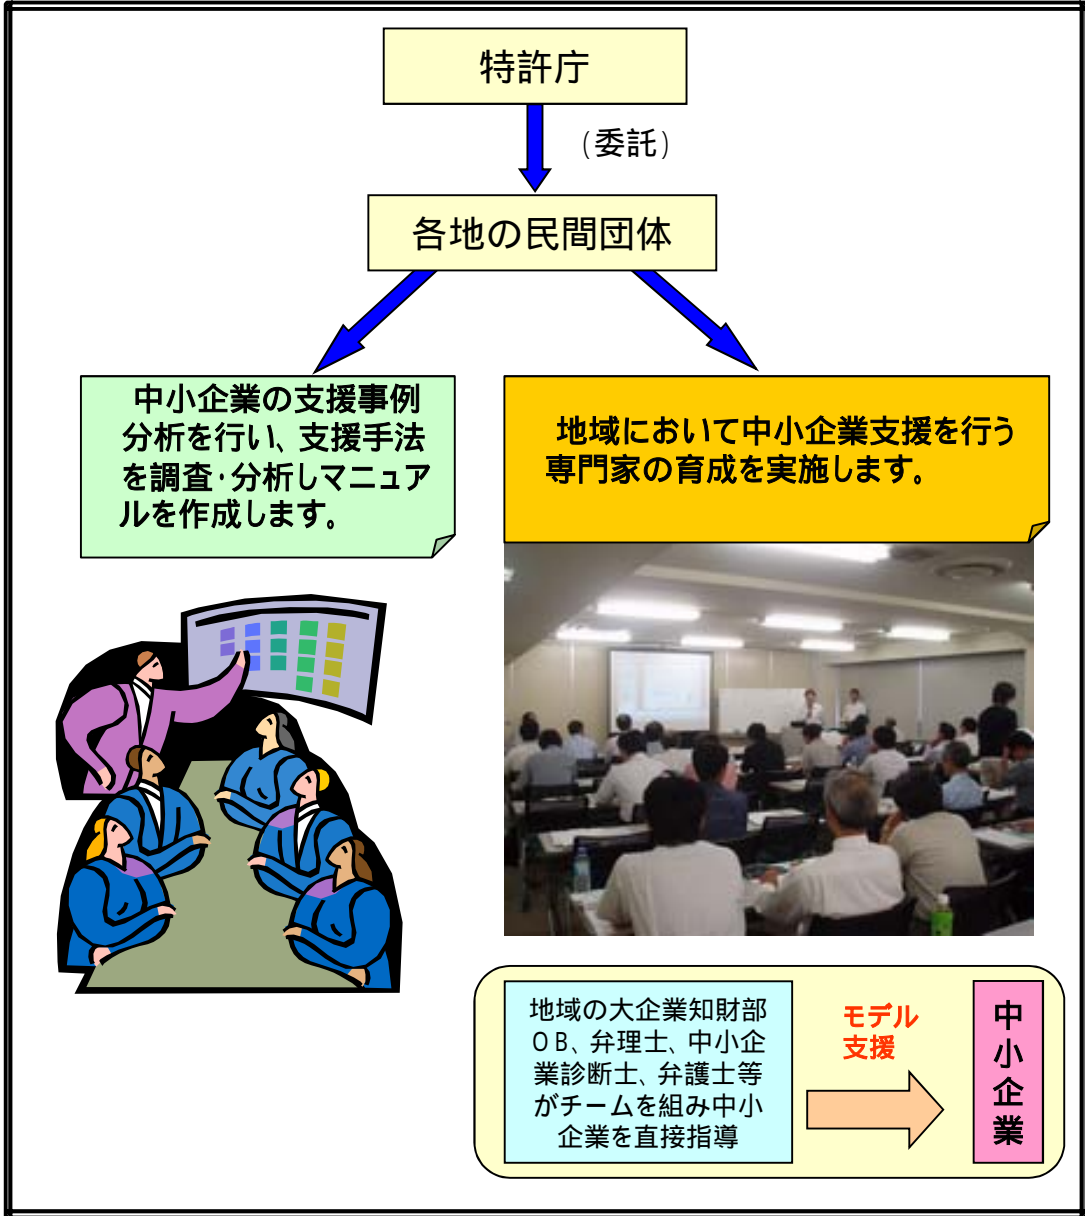 特許庁
(委託)
各地の民間団体
中小企業の支援事例
分析を行い、支援手法
を調査・分析しマニュア
ルを作成します。
地域において中小企業支援を行う
専門家の育成を実施します。
地域の大企業知財部
OB、弁理士、中小企
業診断士、弁護士等
がチームを組み中小
企業を直接指導
モデル
支援
中小企業